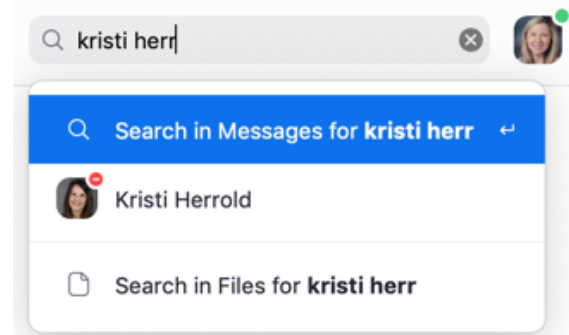 kristi herr
Search in Messages for kristi herr
Kristi Herrold
Search in Files for kristi herr